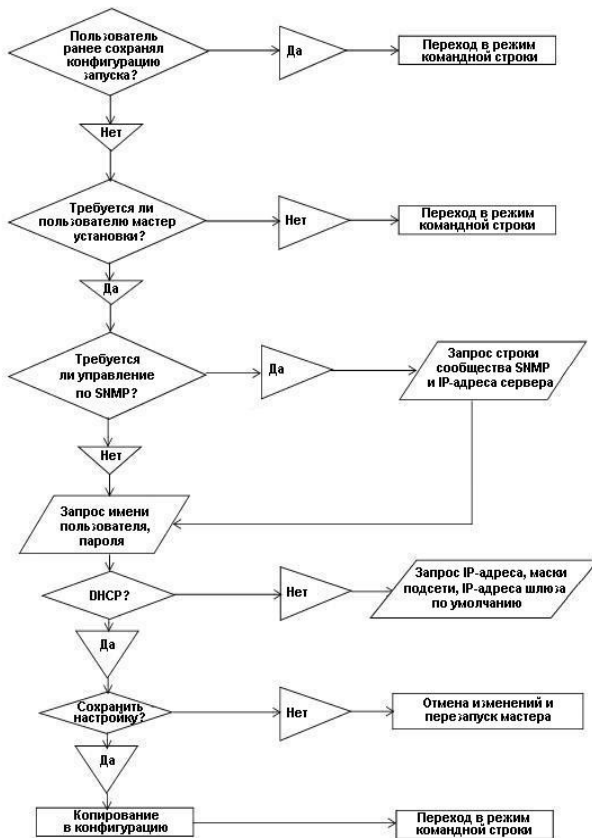 Пользователь
ранее сохранял
конфигурацию
запуска?
Да
Переход в режим
командной строки
Нет
Требуется ли
пользователю мастер
установки?
Нет
Переход в режим
командной строки
Да
Требуется
ли управление
по SNMP?
Да
Запрос строки
сообщества SNMP
и IP-адреса сервера
Нет
Запрос имени
пользователя,
пароля
DHCP?
Нет
Запрос IP-адреса, маски
подсети, IP-адреса шлюза
по умолчанию
Да
Сохранить
настройку?
Нет
Отмена изменений и
перезапуск мастера
Да
Копирование
в конфигурацию
Переход в режим
командной строки